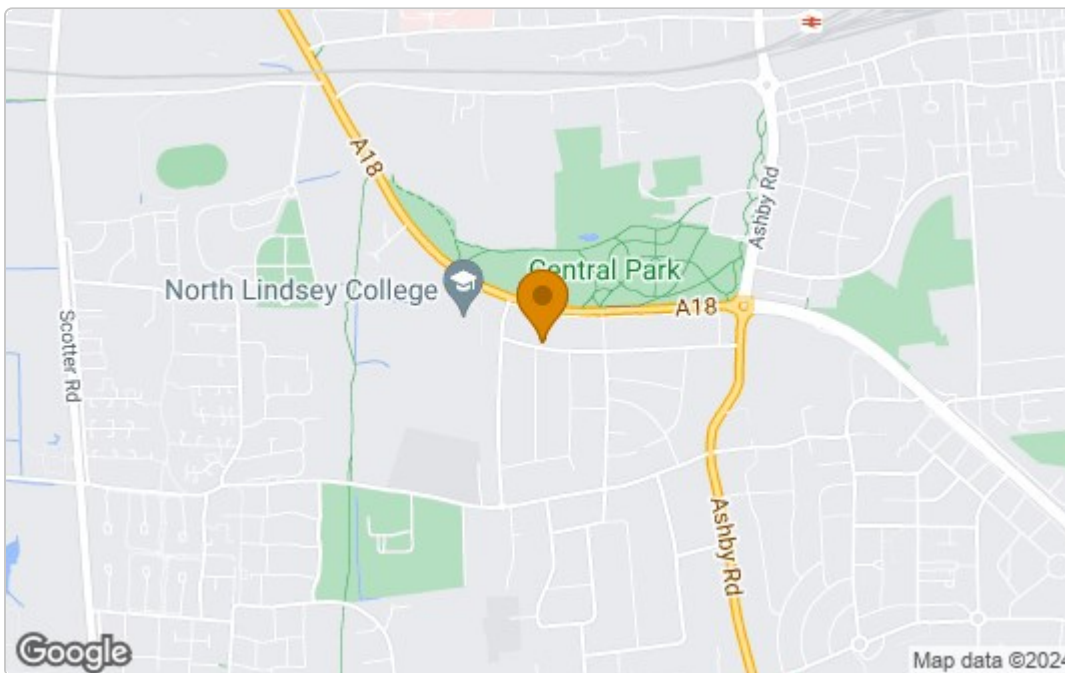 A18
Ashby Rd
Central Park
North Lindsey College
A18
Scotter Rd
Ashby Rd
Google
Map data ©2024